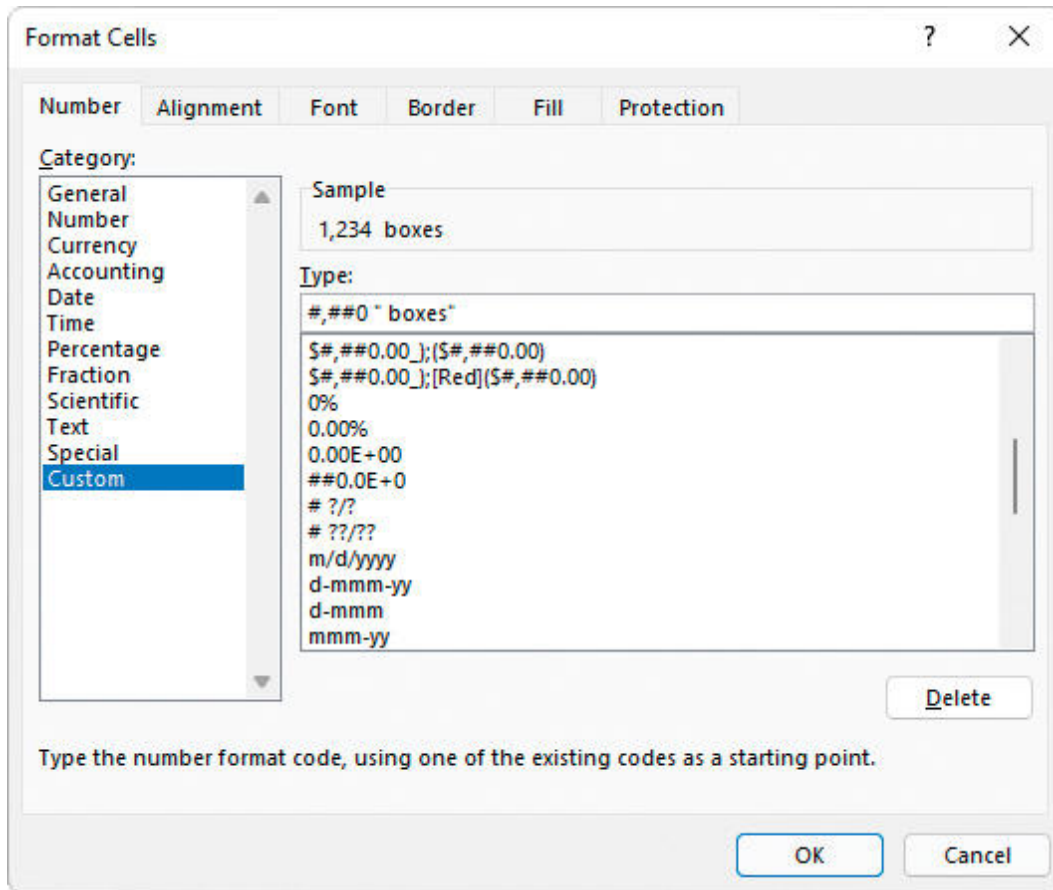 Format Cells
?
Number Alignment Font Border Fill Protection
Category:
General
Number
Currency
Accounting
Date
Time
Percentage
Fraction
Scientific
Text
Special
Custom
Sample
1,234  boxes
Type:
#,##0 " boxes"
$#,##0.00_);($#,##0.00)
$#,##0.00_);[Red]($#,##0.00)
0%
0.00%
0.00E+00
##0.0E+0
# ?/?
# ??/??
m/d/yyyy
d-mmm-yy
d-mmm
mmm-yy
Delete
Type the number format code, using one of the existing codes as a starting point.
OK Cancel